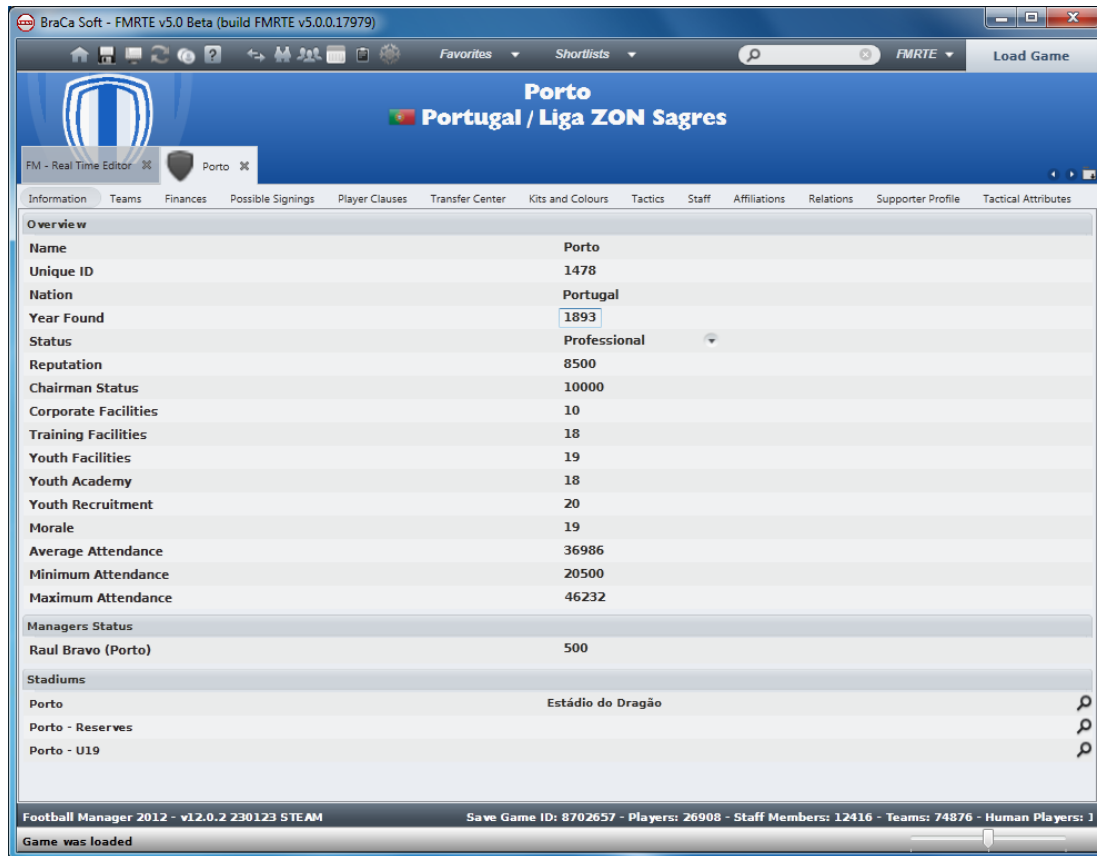 BraCa Soft - FMRTE v5.0 Beta (build FMRTE v5.0.0.17979)
Favorites Shortlists FMRTE Load Game
Porto
Portugal / Liga ZON Sagres
FM - Real Time Editor Porto
Information Teams Finances Possible Signings Player Clauses Transfer Center Kits and Colours Tactics Staff Affiliations Relations Supporter Profile Tactical Attributes
Overview
Name Porto
Unique ID 1478
Nation Portugal
Year Found 1893
Status Professional
Reputation 8500
Chairman Status 10000
Corporate Facilities 10
Training Facilities 18
Youth Facilities 19
Youth Academy 18
Youth Recruitment 20
Morale 19
Average Attendance 36986
Minimum Attendance 20500
Maximum Attendance 46232
Managers Status
Raul Bravo (Porto) 500
Stadiums
Porto Estádio do Dragão
Porto - Reserves
Porto - U19
Football Manager 2012 - v12.0.2 230123 STEAM Save Game ID: 8702657 - Players: 26908 - Staff Members: 12416 - Teams: 74876 - Human Players: 1
Game was loaded